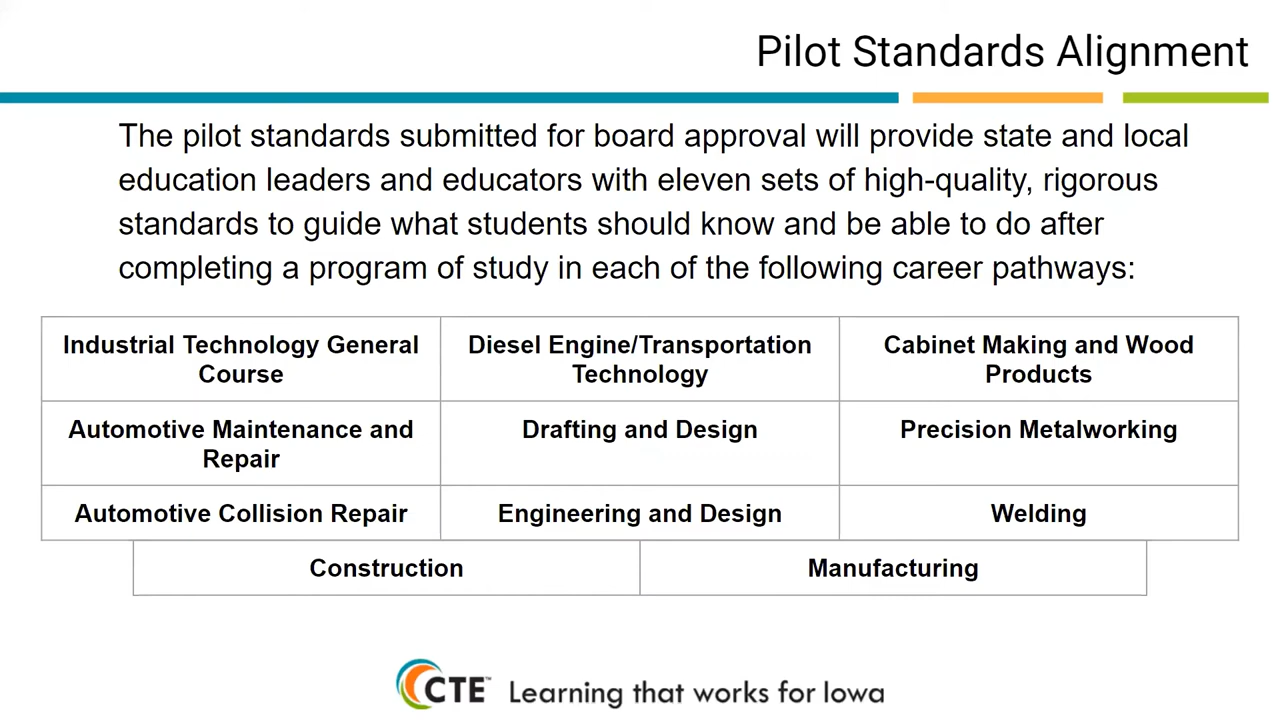 Pilot Standards Alignment
The pilot standards submitted for board approval will provide state and local
education leaders and educators with eleven sets of high-quality, rigorous
standards to guide what students should know and be able to do after
completing a program of study in each of the following career pathways:
Industrial Technology General
Course
Diesel Engine/Transportation
Technology
Cabinet Making and Wood
Products
Automotive Maintenance and
Repair
Drafting and Design
Precision Metalworking
Automotive Collision Repair
Engineering and Design
Welding
Construction
Manufacturing
CTE™ Learning that works for Iowa